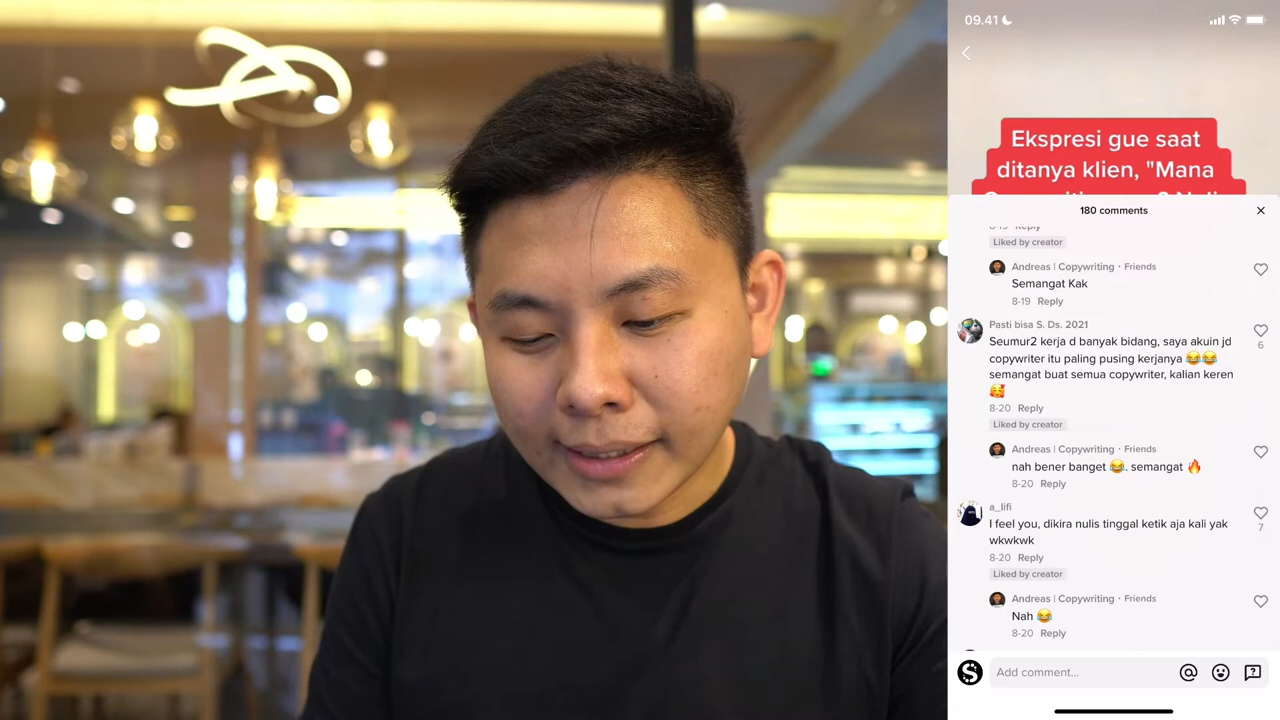 09.41
Ekspresi gue saat
ditanya klien, "Mana
180 comments
Reply
Liked by creator
Andreas | Copywriting · Friends
Semangat Kak
8-19 Reply
Pasti bisa S. Ds. 2021
Seumur2 kerja d banyak bidang, saya akuin jd
copywriter itu paling pusing kerjanya 😂😂
semangat buat semua copywriter, kalian keren
🥰
6
8-20 Reply
Liked by creator
Andreas | Copywriting · Friends
nah bener banget 😂. semangat 🔥
8-20 Reply
a_lifi
I feel you, dikira nulis tinggal ketik aja kali yak
wkwkwk
7
8-20 Reply
Liked by creator
Andreas | Copywriting · Friends
Nah 😂
8-20 Reply
Add comment...